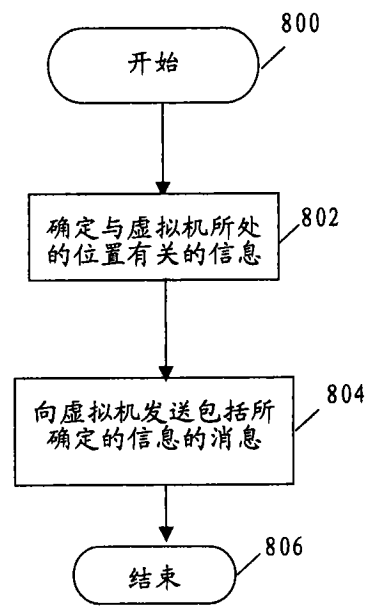 800
开始
802
确定与虚拟机所处
的位置有关的信息
804
向虚拟机发送包括所
确定的信息的消息
806
结束